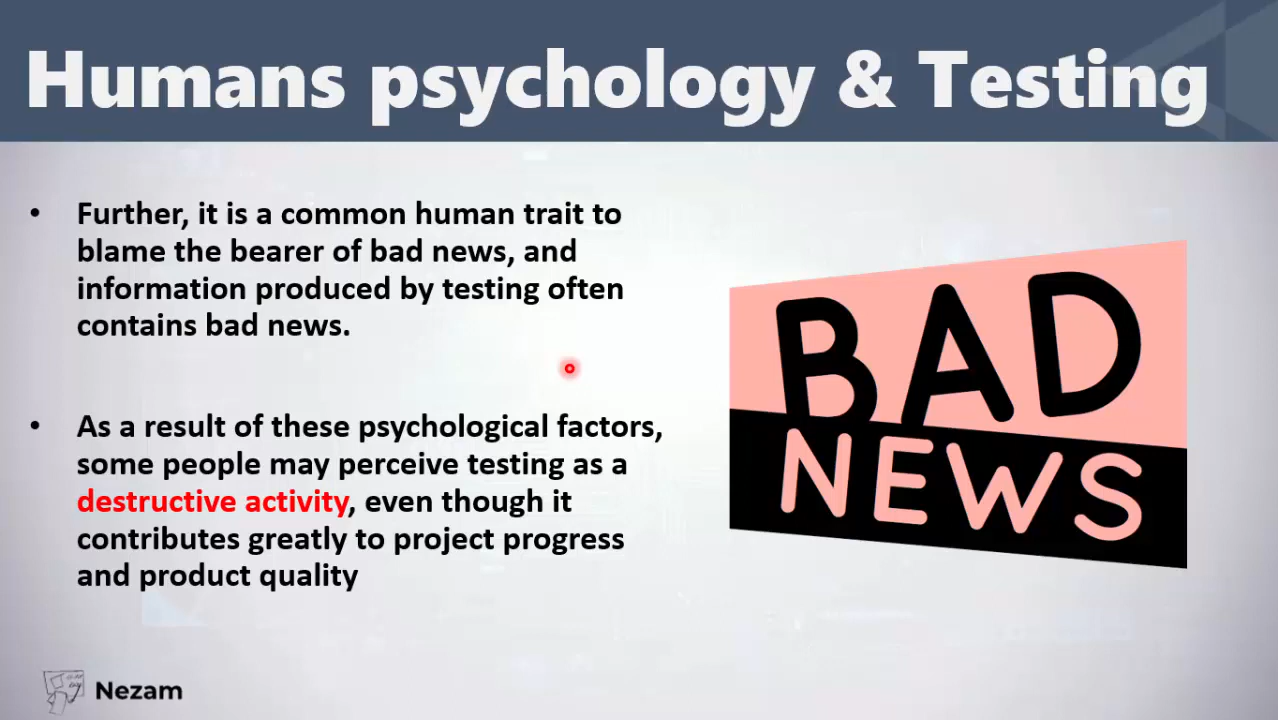 Humans psychology & Testing
• Further, it is a common human trait to
blame the bearer of bad news, and
information produced by testing often
contains bad news.
• As a result of these psychological factors,
some people may perceive testing as a
destructive activity, even though it
contributes greatly to project progress
and product quality
BAD
NEWS
Nezam